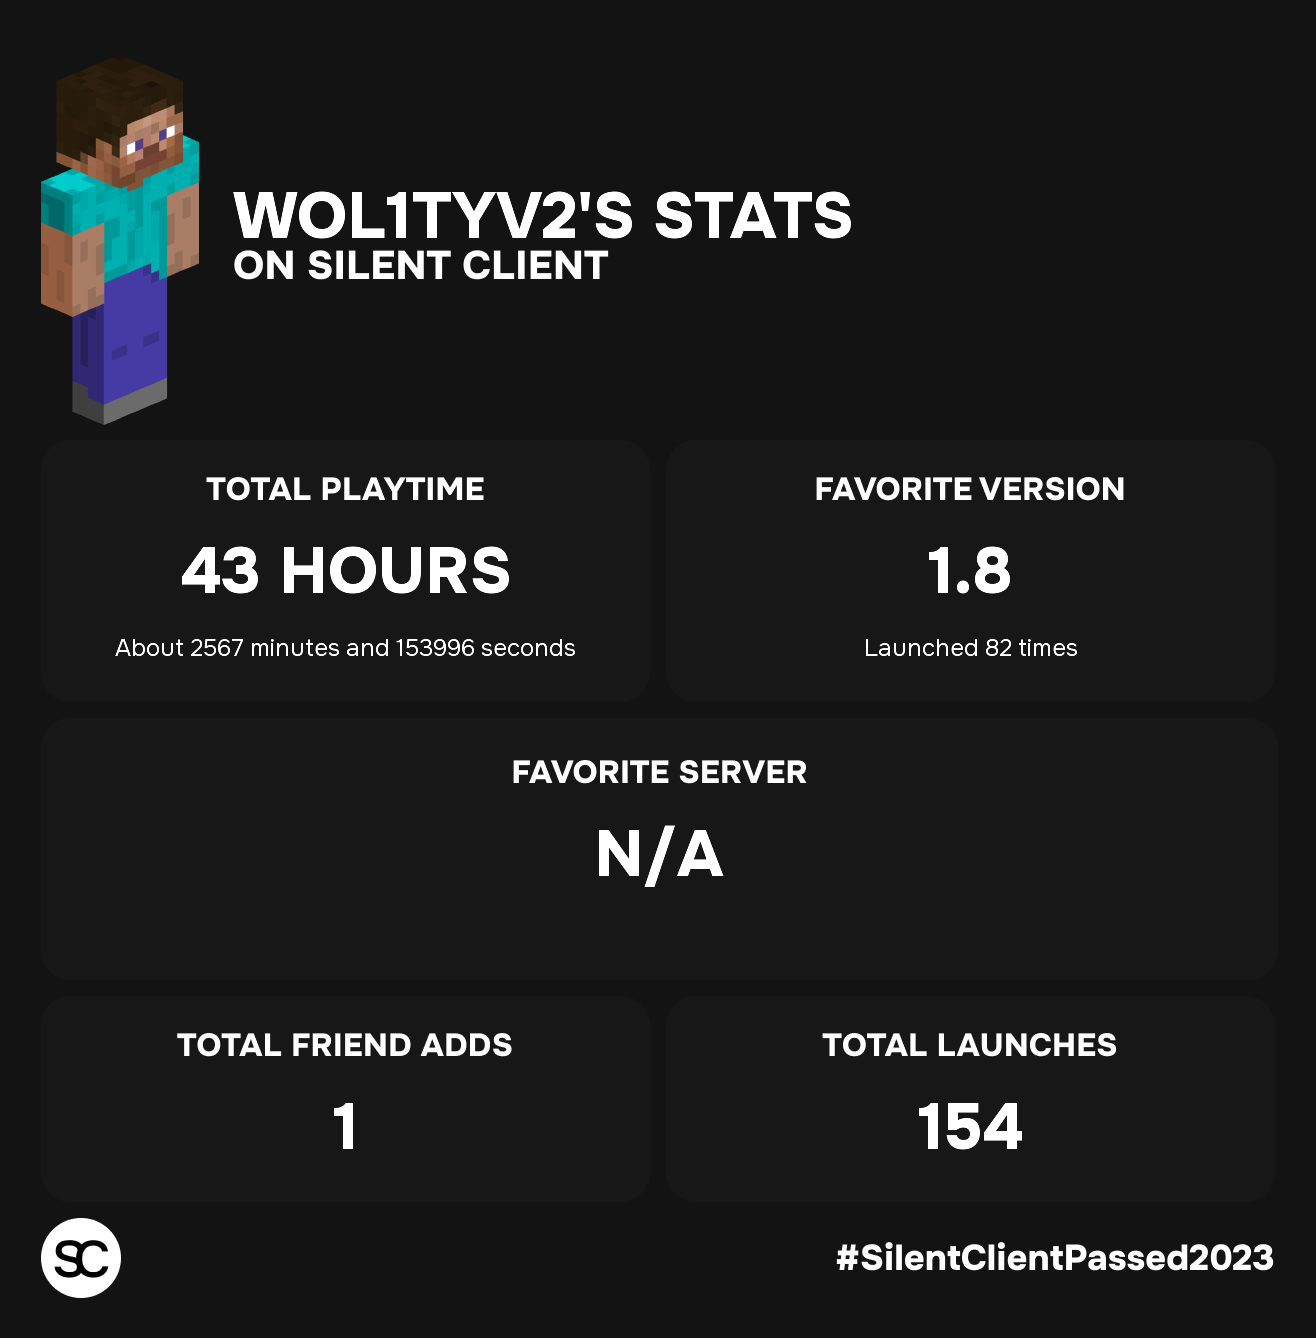 WOL1TYV2'S STATS
ON SILENT CLIENT
TOTAL PLAYTIME
43 HOURS
About 2567 minutes and 153996 seconds
FAVORITE VERSION
1.8
Launched 82 times
FAVORITE SERVER
N/A
TOTAL FRIEND ADDS
1
TOTAL LAUNCHES
154
SC
#SilentClientPassed2023